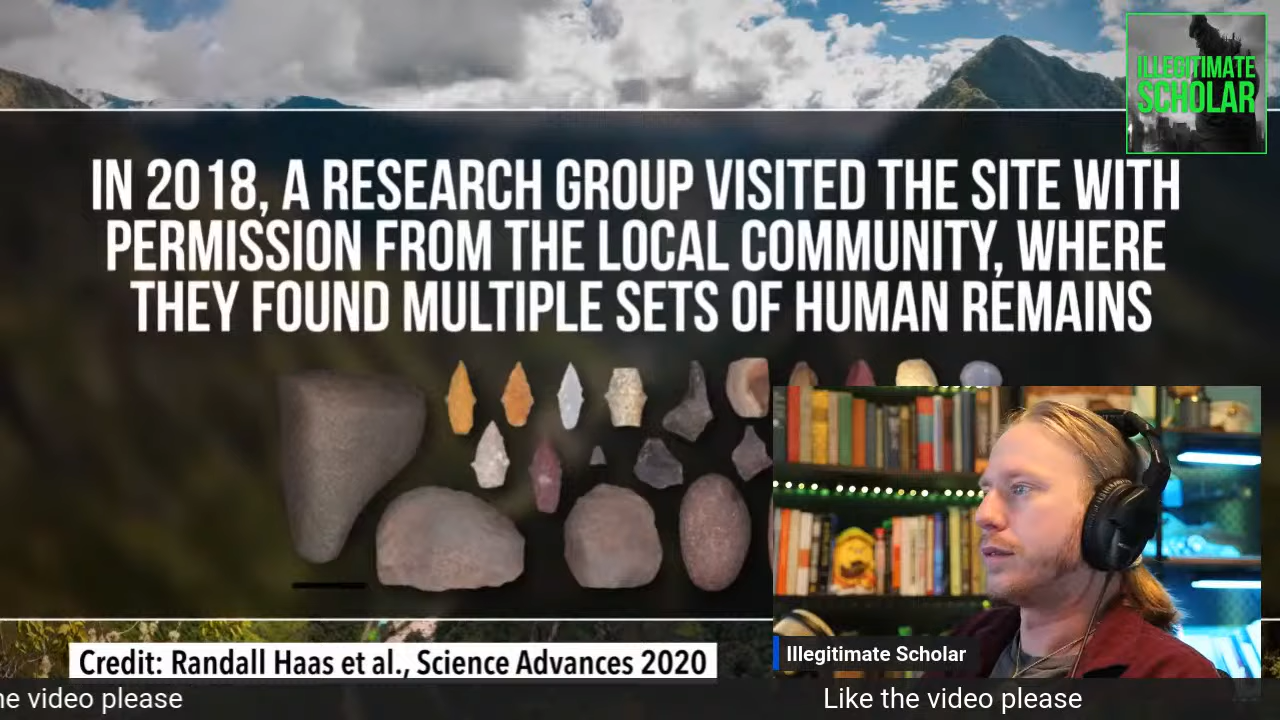 ILLEGITIMATE
SCHOLAR
IN 2018, A RESEARCH GROUP VISITED THE SITE WITH
PERMISSION FROM THE LOCAL COMMUNITY, WHERE
THEY FOUND MULTIPLE SETS OF HUMAN REMAINS
Illegitimate Scholar
Credit: Randall Haas et al., Science Advances 2020
video please
Like the video please